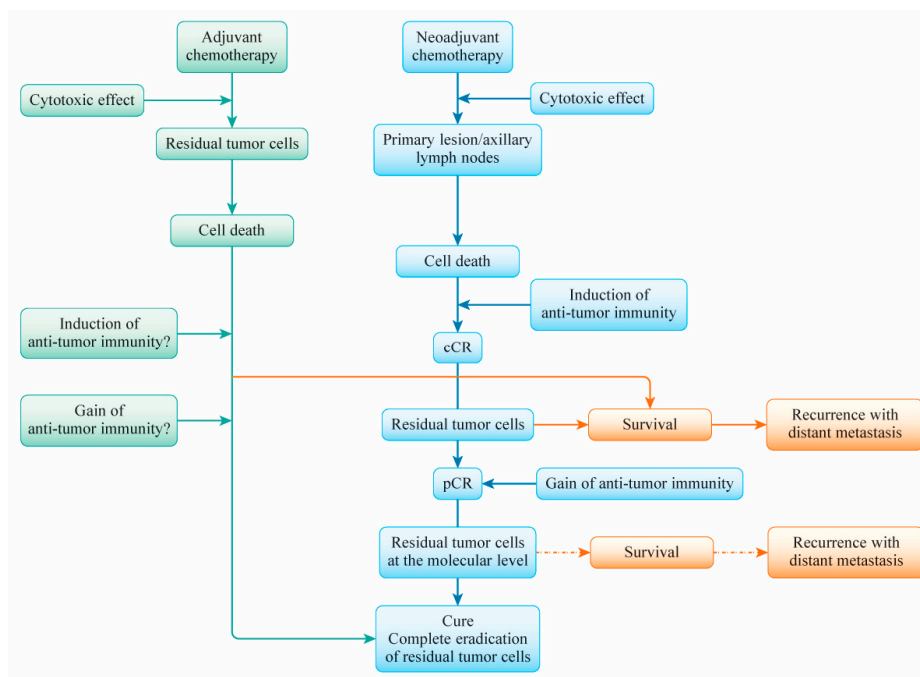 Adjuvant
chemotherapy
Neoadjuvant
chemotherapy
Cytotoxic effect
Cytotoxic effect
Residual tumor cells
Primary lesion/axillary
lymph nodes
Cell death
Cell death
Induction of
anti-tumor immunity
Induction of
anti-tumor immunity?
cCR
Gain of
anti-tumor immunity?
Residual tumor cells
Survival
Recurrence with
distant metastasis
pCR
Gain of anti-tumor immunity
Residual tumor cells
at the molecular level
Survival
Recurrence with
distant metastasis
Cure
Complete eradication
of residual tumor cells